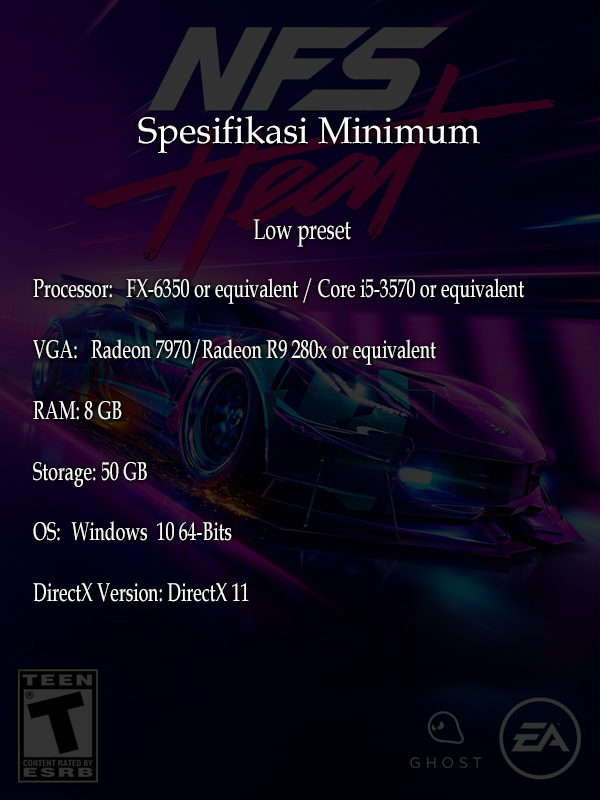 NFS
Heat
Spesifikasi Minimum
Low preset
Processor: FX-6350 or equivalent / Core i5-3570 or equivalent
VGA: Radeon 7970/Radeon R9 280x or equivalent
RAM: 8 GB
Storage: 50 GB
OS: Windows 10 64-Bits
DirectX Version: DirectX 11
TEEN
T
CONTENT RATED BY
ESRB
GHOST
EA